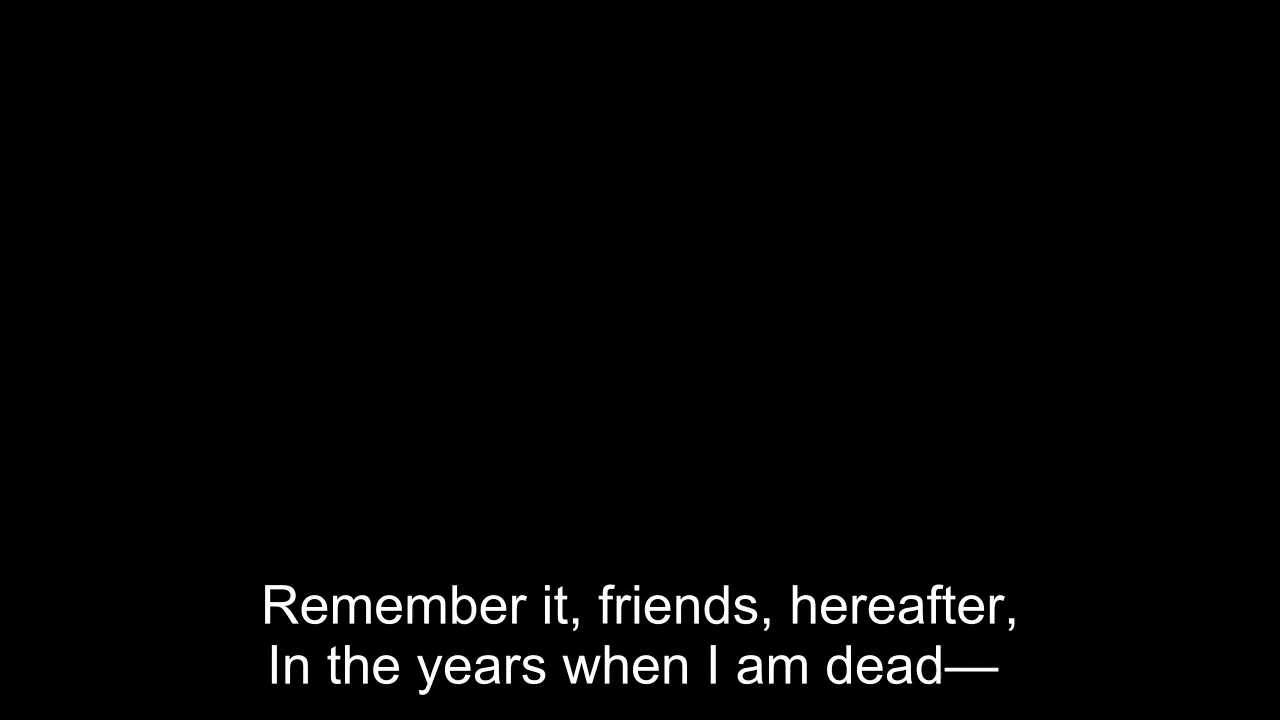 Remember it, friends, hereafter,
In the years when I am dead—